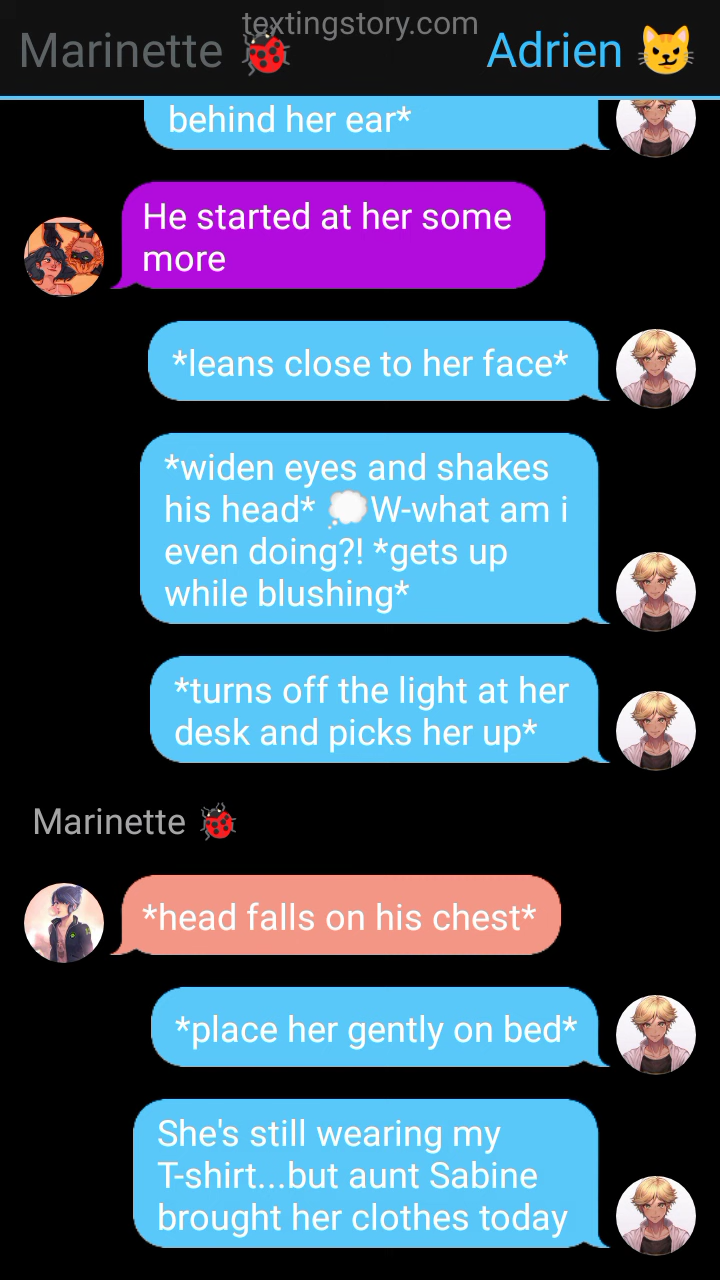 textingstory.com
Marinette 🐞
Adrien 😼
behind her ear*
He started at her some
more
*leans close to her face*
*widen eyes and shakes
his head* 💭W-what am i
even doing?! *gets up
while blushing*
*turns off the light at her
desk and picks her up*
Marinette 🐞
*head falls on his chest*
*place her gently on bed*
She's still wearing my
T-shirt...but aunt Sabine
brought her clothes today